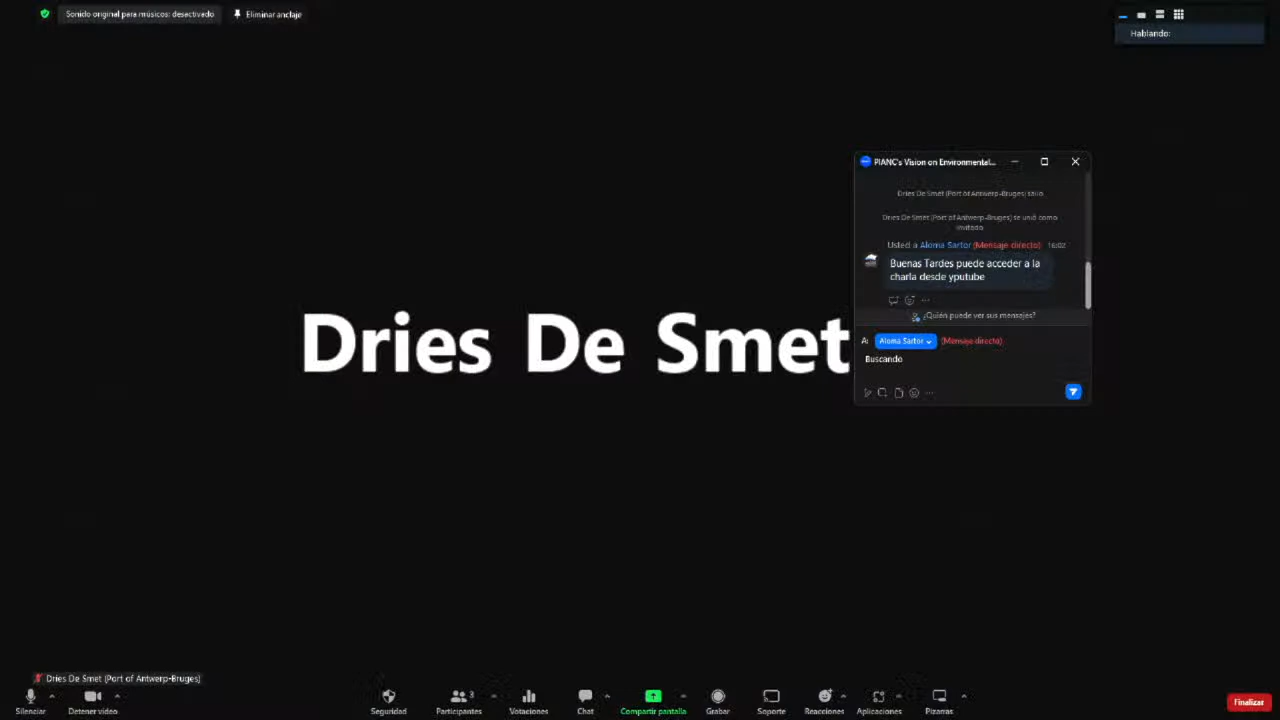 Sonido original para músicos: desactivado
Eliminar anclaje
Hablando:
PIANC's Vision on Environmental...
Dries De Smet (Port of Antwerp-Bruges) salió
Dries De Smet (Port of Antwerp-Bruges) se unió como
invitado
Usted a Aloma Sartor (Mensaje directo) 16:02
Buenas Tardes puede acceder a la
charla desde yputube
¿Quién puede ver sus mensajes?
A: Aloma Sartor (Mensaje directo)
Buscando
Dries De Smet
Dries De Smet (Port of Antwerp-Bruges)
Silenciar
Detener video
Seguridad
Participantes 3
Votaciones
Chat
Compartir pantalla
Grabar
Soporte
Reacciones
Aplicaciones
Pizarras
Finalizar